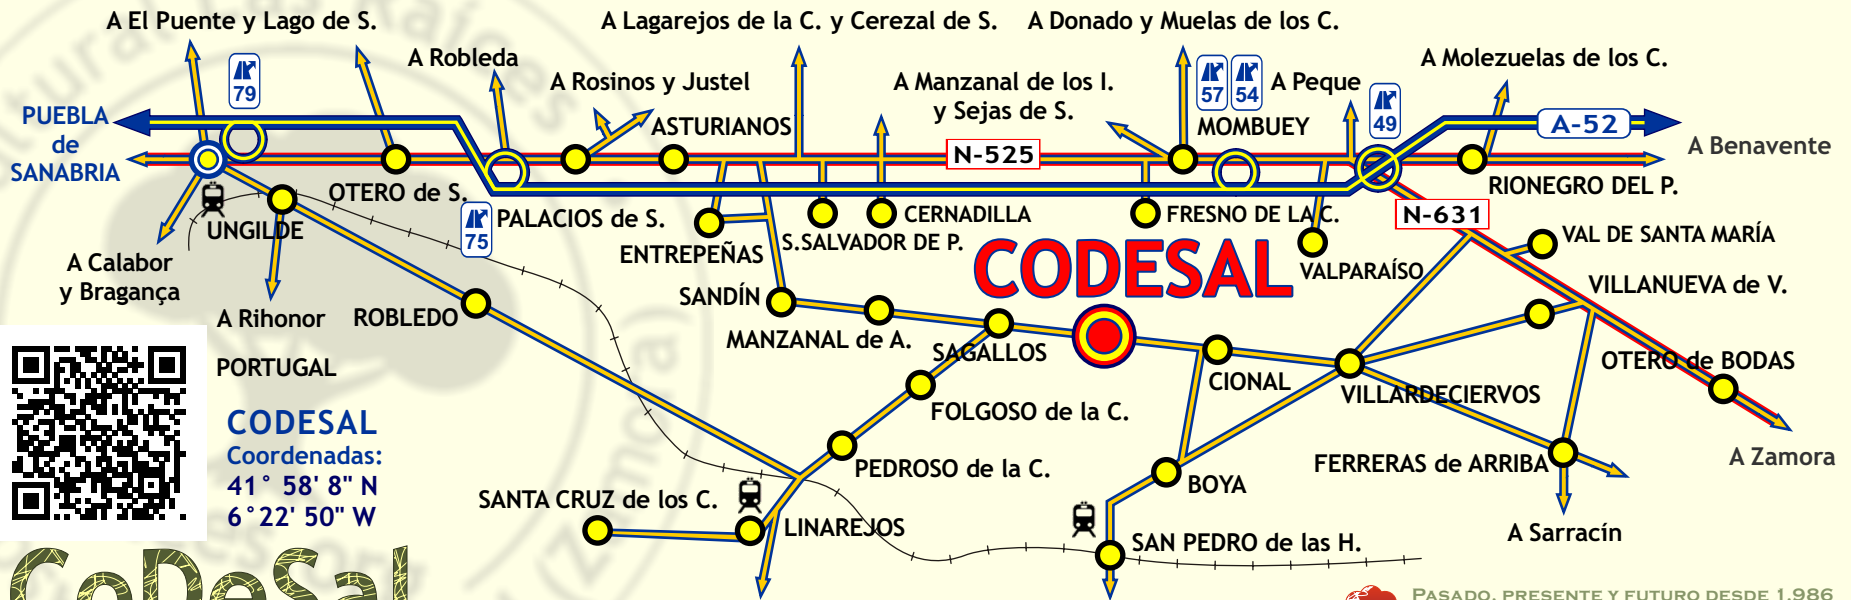 A El Puente y Lago de S.
A Lagarejos de la C. y Cerezal de S.
A Donado y Muelas de los C.
A Robleda
A Rosinos y Justel
A Manzanal de los I.
y Sejas de S.
A Peque
A Molezuelas de los C.
79
57
54
49
PUEBLA
de
SANABRIA
ASTURIANOS
MOMBUEY
A-52
N-525
A Benavente
OTERO de S.
RIONEGRO DEL P.
UNGILDE
75
PALACIOS de S.
ENTREPEÑAS
S.SALVADOR DE P.
CERNADILLA
FRESNO DE LA C.
N-631
VAL DE SANTA MARÍA
VALPARAÍSO
A Calabor
y Bragança
CODESAL
VILLANUEVA de V.
SANDÍN
A Rihonor
ROBLEDO
MANZANAL de A.
SAGALLOS
PORTUGAL
CIONAL
VILLARDECIERVOS
OTERO de BODAS
FOLGOSO de la C.
CODESAL
Coordenadas:
41° 58' 8" N
6°22' 50" W
PEDROSO de la C.
FERRERAS de ARRIBA
A Zamora
SANTA CRUZ de los C.
BOYA
LINAREJOS
SAN PEDRO de las H.
A Sarracín
CoDeSal
PASADO, PRESENTE Y FUTURO DESDE 1.986
(Zamora)
(Zamora)